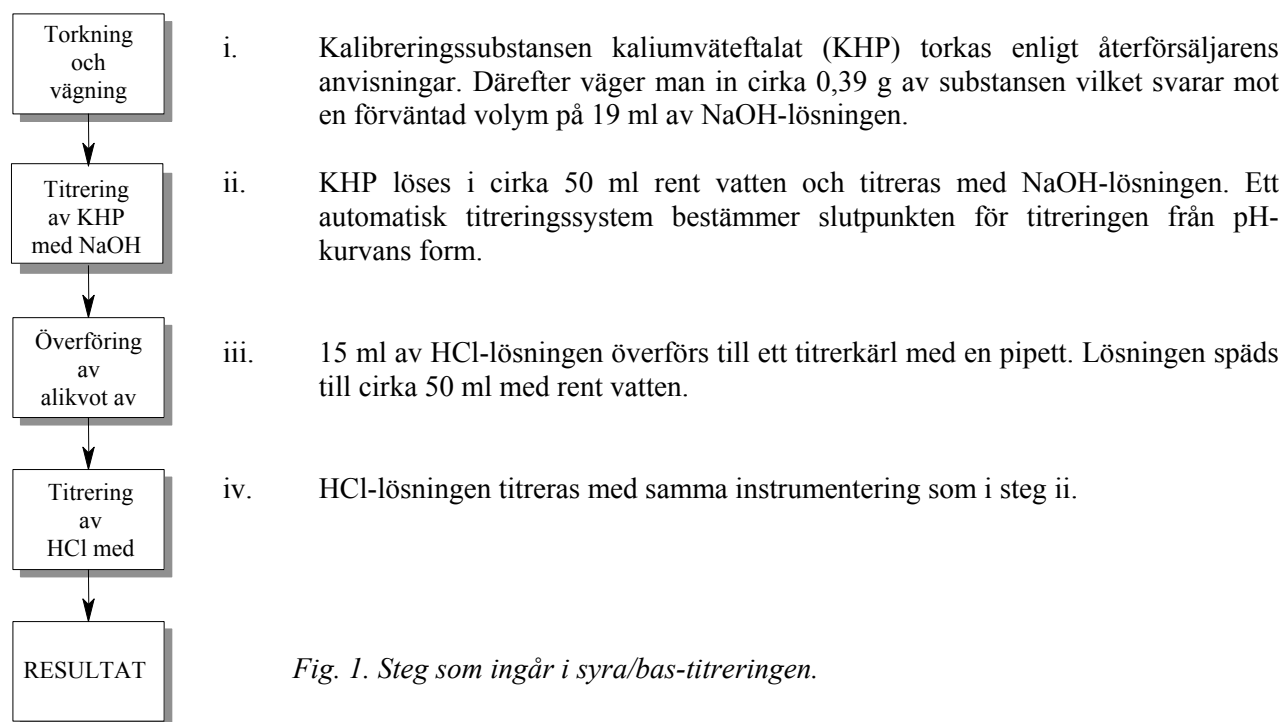 Torkning
och
vägning
i. Kalibreringssubstansen kaliumväteftalat (KHP) torkas enligt återförsäljarens
anvisningar. Därefter väger man in cirka 0,39 g av substansen vilket svarar mot
en förväntad volym på 19 ml av NaOH-lösningen.
Titrering
av KHP
med NaOH
ii. KHP löses i cirka 50 ml rent vatten och titreras med NaOH-lösningen. Ett
automatisk titreringssystem bestämmer slutpunkten för titreringen från pH-
kurvans form.
Överföring
av
alikvot av
iii. 15 ml av HCl-lösningen överförs till ett titrerkärl med en pipett. Lösningen späds
till cirka 50 ml med rent vatten.
Titrering
av
HCl med
iv. HCl-lösningen titreras med samma instrumentering som i steg ii.
RESULTAT
Fig. 1. Steg som ingår i syra/bas-titreringen.